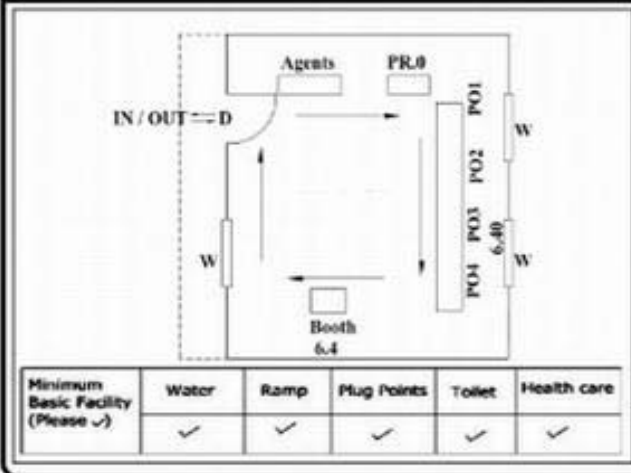 Agents
PR.0
IN / OUT ⇆ D
PO1
W
PO2
PO3
6.40
W
W
PO4
Booth
6.4
Minimum Basic Facility (Please ✓)
Water
Ramp
Plug Points
Toilet
Health care
✓ ✓ ✓ ✓ ✓